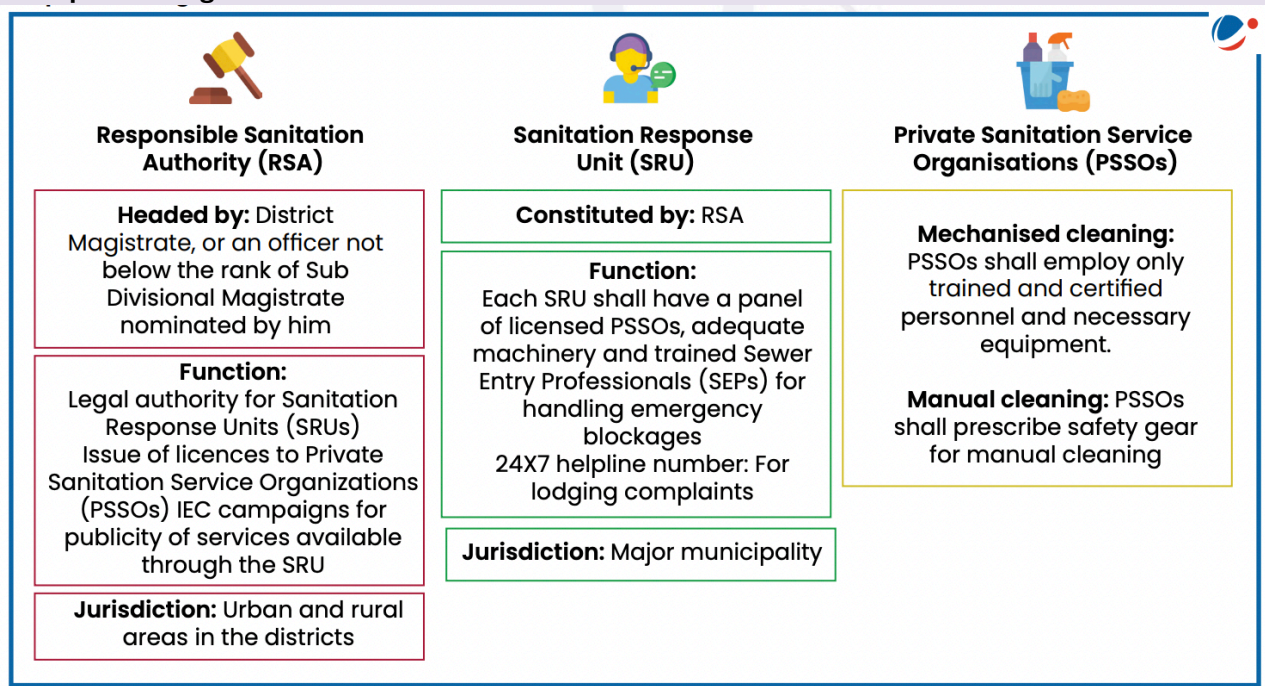 Responsible Sanitation
Authority (RSA)
Headed by: District
Magistrate, or an officer not
below the rank of Sub
Divisional Magistrate
nominated by him
Function:
Legal authority for Sanitation
Response Units (SRUs)
Issue of licences to Private
Sanitation Service Organizations
(PSSOs) IEC campaigns for
publicity of services available
through the SRU
Jurisdiction: Urban and rural
areas in the districts
Sanitation Response
Unit (SRU)
Constituted by: RSA
Function:
Each SRU shall have a panel
of licensed PSSOs, adequate
machinery and trained Sewer
Entry Professionals (SEPs) for
handling emergency
blockages
24X7 helpline number: For
lodging complaints
Jurisdiction: Major municipality
Private Sanitation Service
Organisations (PSSOs)
Mechanised cleaning:
PSSOs shall employ only
trained and certified
personnel and necessary
equipment.
Manual cleaning: PSSOs
shall prescribe safety gear
for manual cleaning